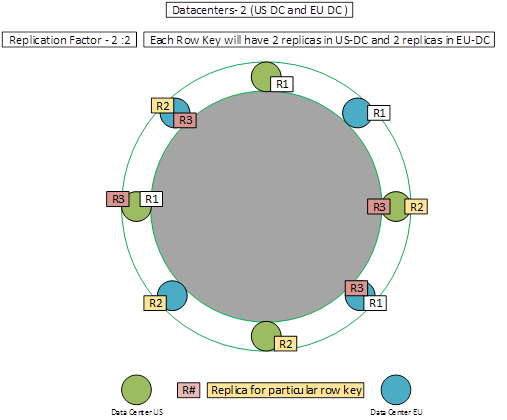 Datacenters- 2 (US DC and EU DC )
Replication Factor - 2 :2
Each Row Key will have 2 replicas in US-DC and 2 replicas in EU-DC
R1
R2
R1
R3
R3
R1
R3
R2
R3
R2
R1
R2
R#
Replica for particular row key
Data Center US
Data Center EU